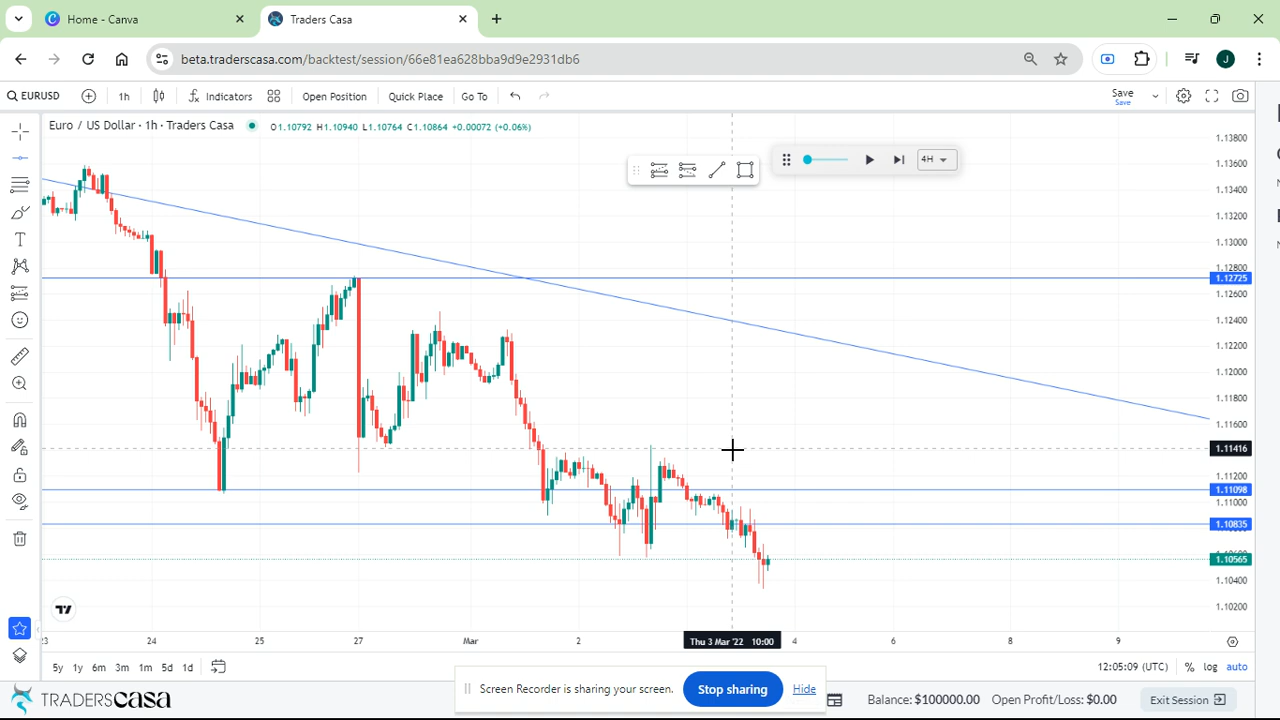 Home - Canva
Traders Casa
beta.traderscasa.com/backtest/session/66e81ea628bba9d9e2931db6
J
EURUSD
1h
Indicators
Open Position
Quick Place
Go To
Save
Save
Euro / US Dollar · 1h · Traders Casa
O1.10792 H1.10940 L1.10764 C1.10864 +0.00072 (+0.06%)
4H
1.13800
1.13600
1.13400
1.13200
1.13000
1.12800
1.12725
1.12600
1.12400
1.12200
1.12000
1.11800
1.11600
1.11416
1.11200
1.11098
1.11000
1.10835
1.10565
1.10400
1.10200
23
24
25
27
Mar
2
Thu 3 Mar '22 10:00
4
6
8
9
5y 1y 6m 3m 1m 5d 1d
12:05:09 (UTC)
% log auto
Screen Recorder is sharing your screen.
Stop sharing
Hide
TRADERSCASA
Balance: $100000.00
Open Profit/Loss: $0.00
Exit Session